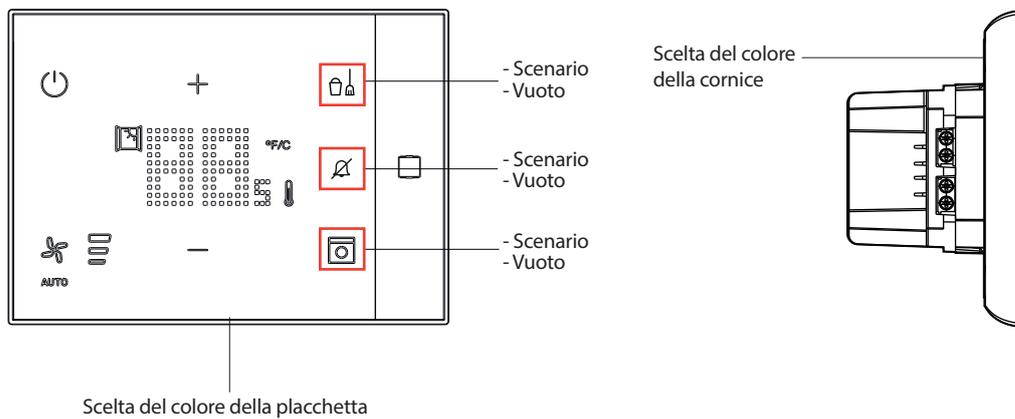 - Scenario
- Vuoto
Scelta del colore
della cornice
°F/C
- Scenario
- Vuoto
- Scenario
- Vuoto
AUTO
Scelta del colore della placchetta